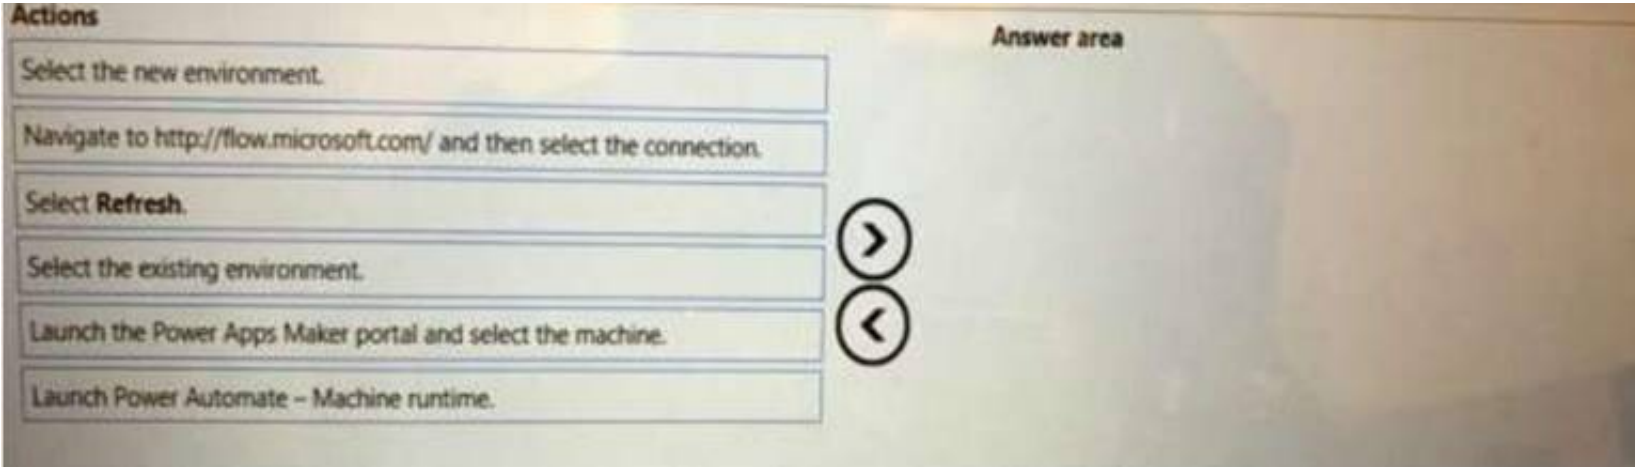 Actions
Answer area
Select the new environment.
Navigate to http://flow.microsoft.com/ and then select the connection.
Select Refresh.
Select the existing environment.
Launch the Power Apps Maker portal and select the machine.
Launch Power Automate – Machine runtime.